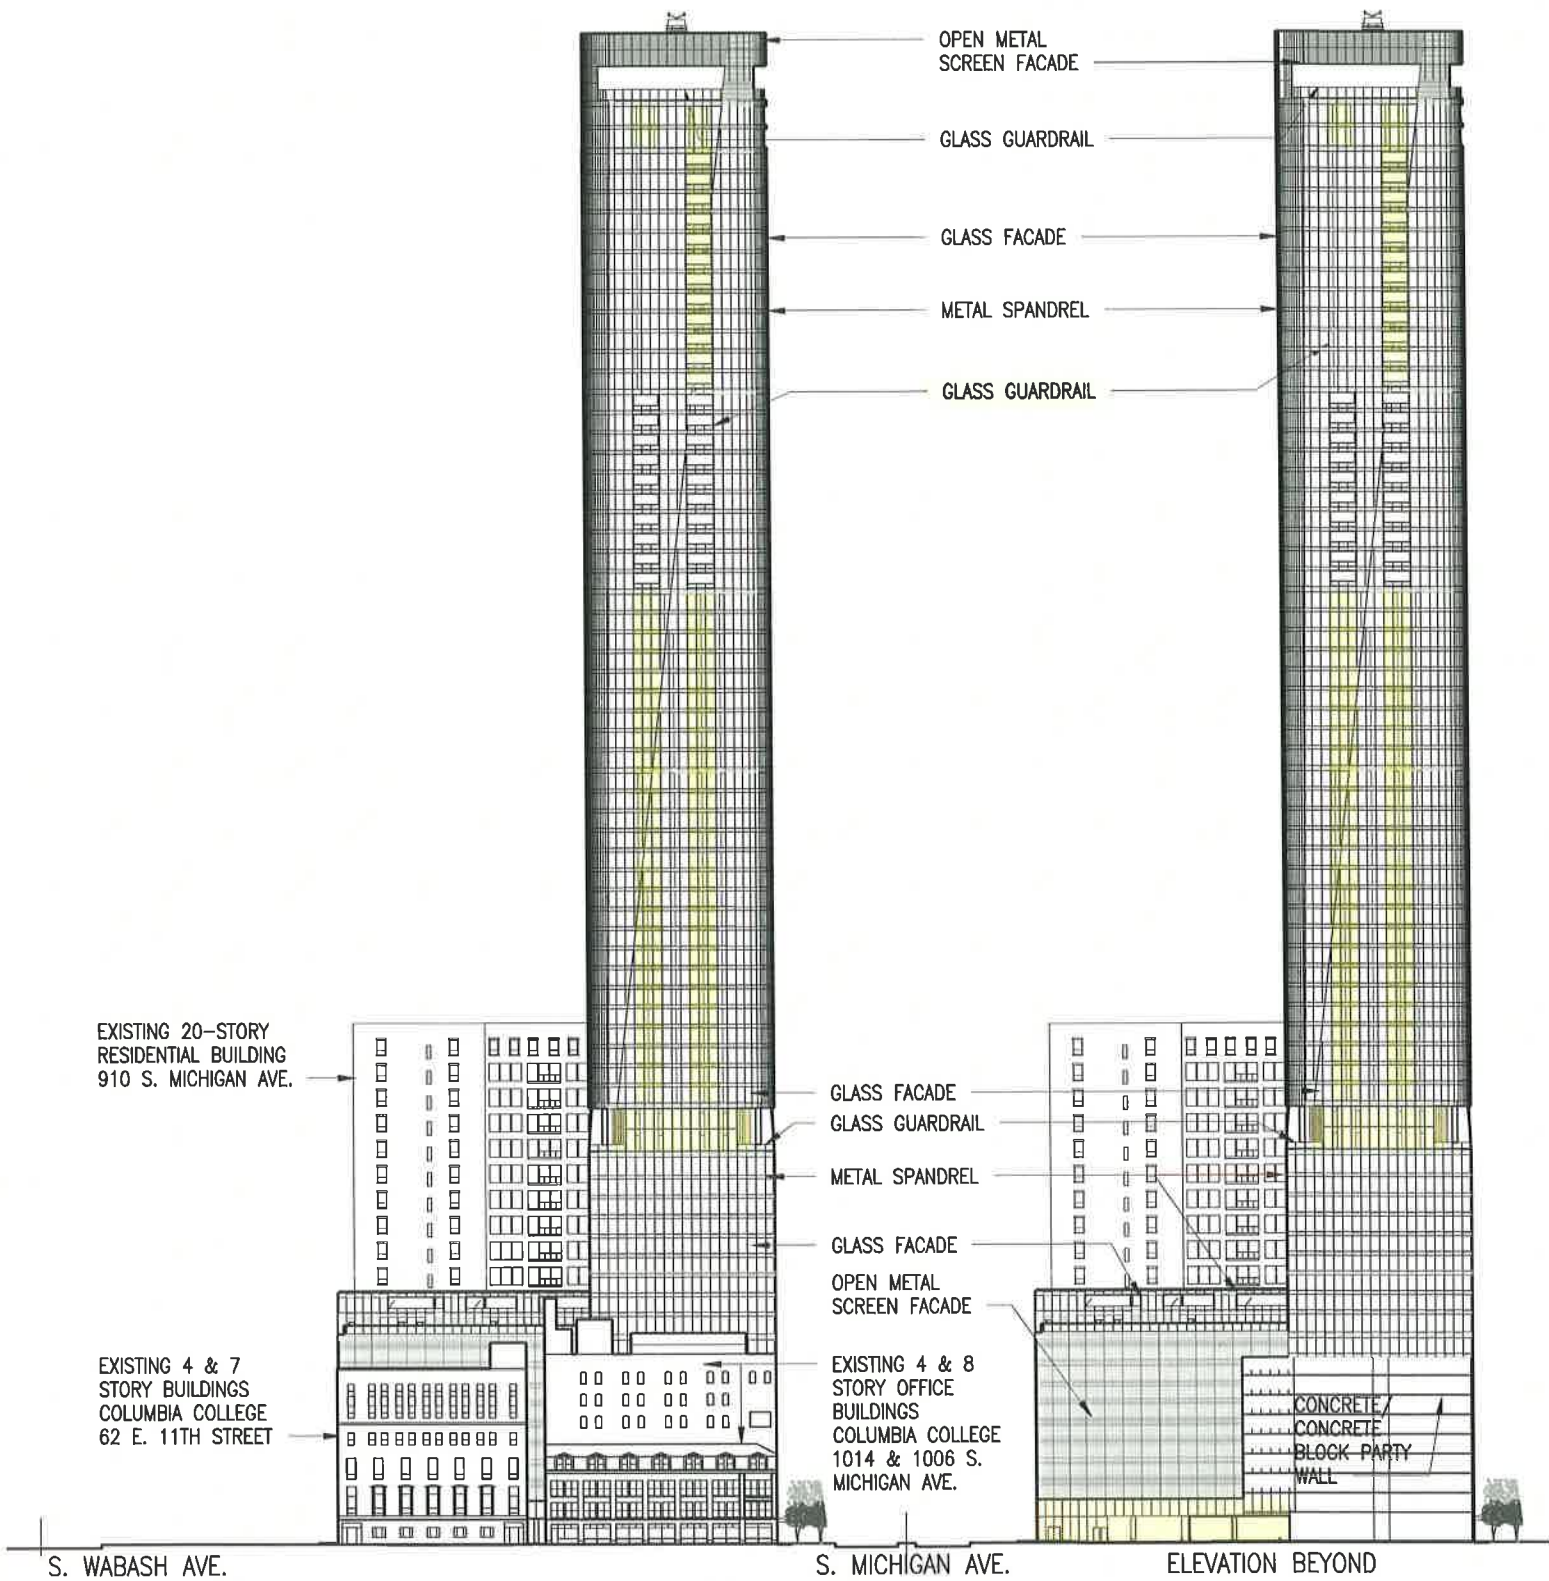 OPEN METAL
SCREEN FACADE
GLASS GUARDRAIL
GLASS FACADE
METAL SPANDREL
GLASS GUARDRAIL
EXISTING 20-STORY
RESIDENTIAL BUILDING
910 S. MICHIGAN AVE.
GLASS FACADE
GLASS GUARDRAIL
METAL SPANDREL
GLASS FACADE
OPEN METAL
SCREEN FACADE
EXISTING 4 & 7
STORY BUILDINGS
COLUMBIA COLLEGE
62 E. 11TH STREET
EXISTING 4 & 8
STORY OFFICE
BUILDINGS
COLUMBIA COLLEGE
1014 & 1006 S.
MICHIGAN AVE.
CONCRETE/
CONCRETE
BLOCK PARTY
WALL
S. WABASH AVE.
S. MICHIGAN AVE.
ELEVATION BEYOND